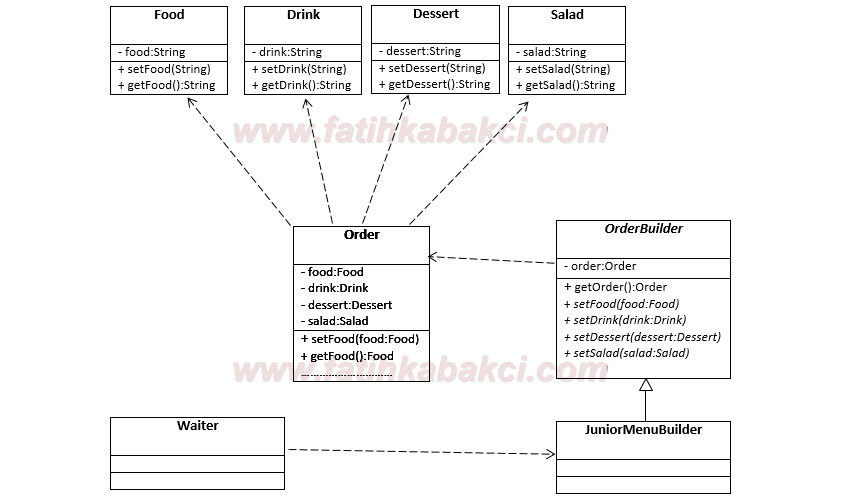 Food
- food:String
+ setFood(String)
+ getFood():String
Drink
- drink:String
+ setDrink(String)
+ getDrink():String
Dessert
- dessert:String
+ setDessert(String)
+ getDessert():String
Salad
- salad:String
+ setSalad(String)
+ getSalad():String
www.fatihkabakci.com
Order
- food:Food
- drink:Drink
- dessert:Dessert
- salad:Salad
+ setFood(food:Food)
+ getFood():Food
..............................
OrderBuilder
- order:Order
+ getOrder():Order
+ setFood(food:Food)
+ setDrink(drink:Drink)
+ setDessert(dessert:Dessert)
+ setSalad(salad:Salad)
www.fatihkabakci.com
Waiter
JuniorMenuBuilder